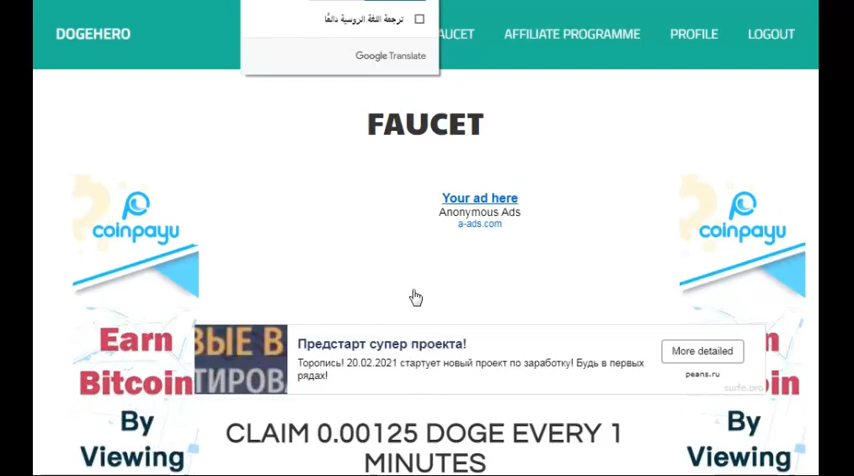 ترجمة اللغة الروسية دائمًا
Google Translate
DOGEHERO
AUCET
AFFILIATE PROGRAMME
PROFILE
LOGOUT
FAUCET
Your ad here
Anonymous Ads
a-ads.com
coinpayu
Earn
Bitcoin
By
Viewing
coinpayu
By
Viewing
ВЫЕ В
ТИРОВА
Предстарт супер проекта!
Торопись! 20.02.2021 стартует новый проект по заработку! Будь в первых
рядах!
More detailed
peans.ru
surfe.pro
CLAIM 0.00125 DOGE EVERY 1
MINUTES